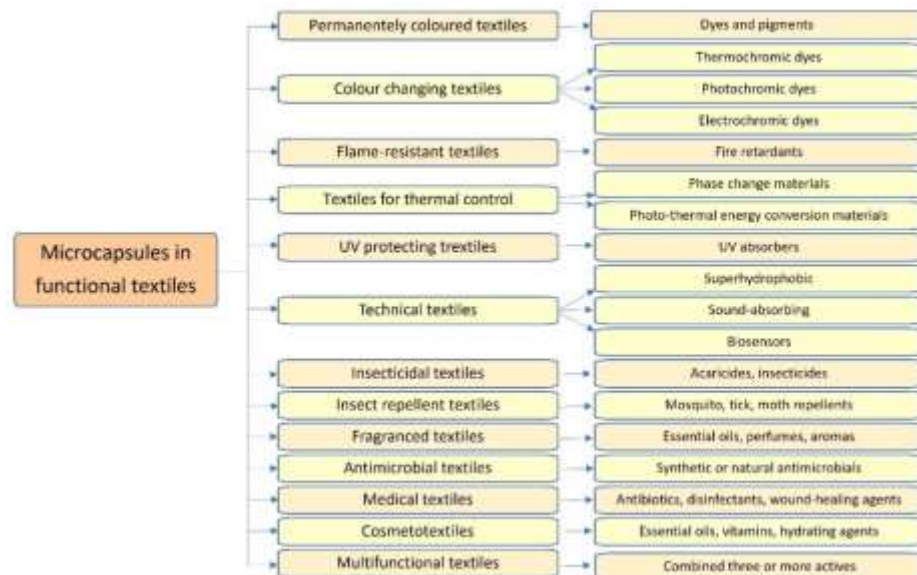 Permanentely coloured textiles
Dyes and pigments
Thermochromic dyes
Colour changing textiles
Photochromic dyes
Electrochromic dyes
Flame-resistant textiles
Fire retardants
Phase change materials
Textiles for thermal control
Photo-thermal energy conversion materials
Microcapsules in
functional textiles
UV protecting trextiles
UV absorbers
Superhydrophobic
Technical textiles
Sound-absorbing
Biosensors
Insecticidal textiles
Acaricides, insecticides
Insect repellent textiles
Mosquito, tick, moth repellents
Fragranced textiles
Essential oils, perfumes, aromas
Antimicrobial textiles
Synthetic or natural antimicrobials
Medical textiles
Antibiotics, disinfectants, wound-healing agents
Cosmetotextiles
Essential oils, vitamins, hydrating agents
Multifunctional textiles
Combined three or more actives